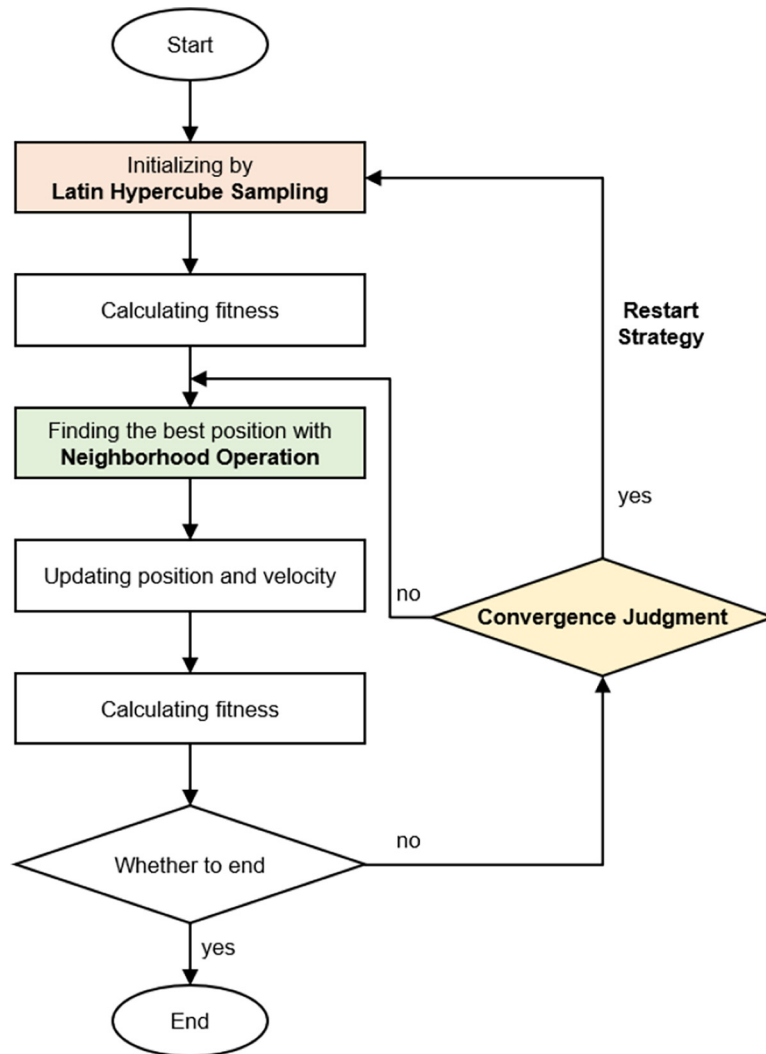 Start
Initializing by
Latin Hypercube Sampling
Calculating fitness
Restart
Strategy
Finding the best position with
Neighborhood Operation
yes
Updating position and velocity
no
Convergence Judgment
Calculating fitness
Whether to end
no
yes
End